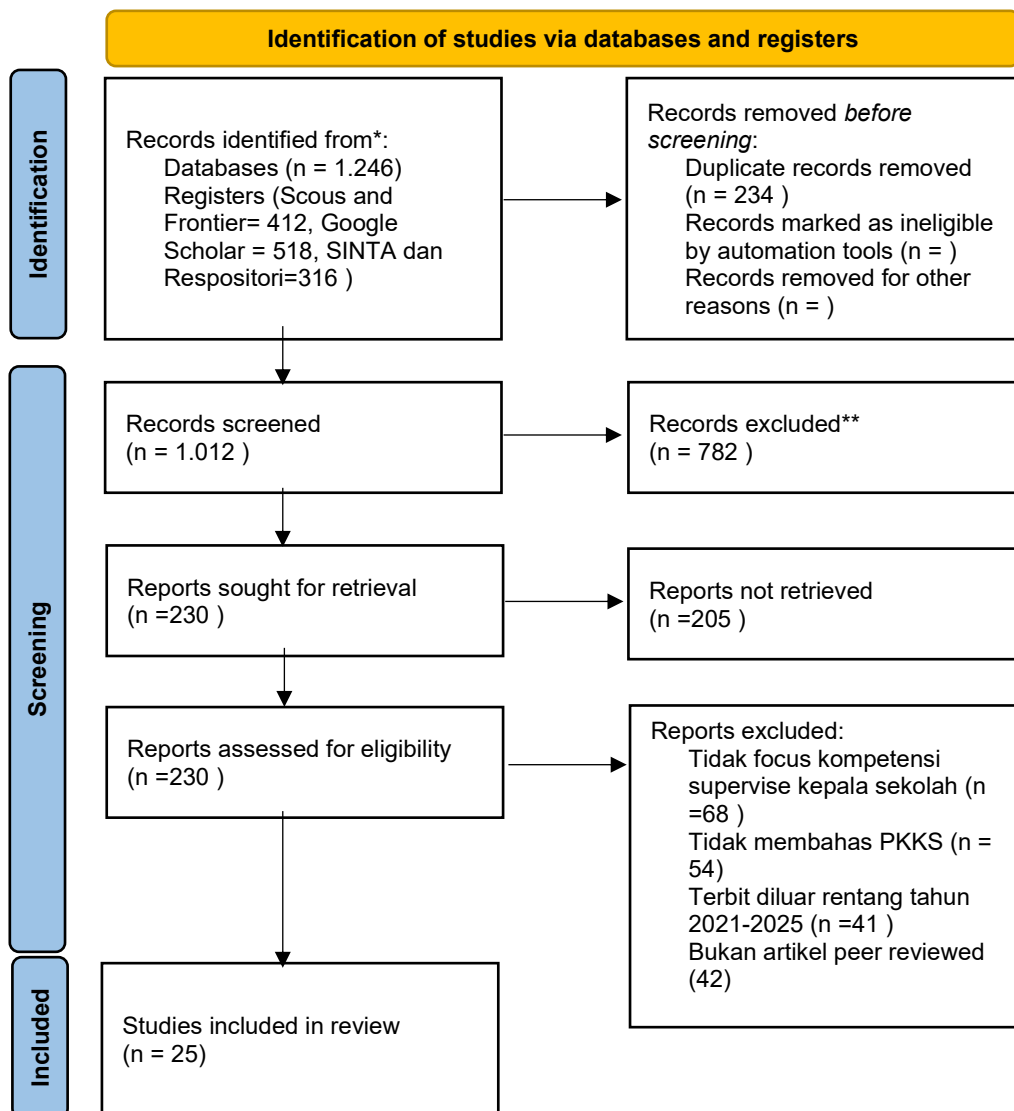 Identification of studies via databases and registers
Identification
Records identified from*:
Databases (n = 1.246)
Registers (Scous and
Frontier= 412, Google
Scholar = 518, SINTA dan
Respositori=316 )
Records removed before
screening:
Duplicate records removed
(n = 234 )
Records marked as ineligible
by automation tools (n = )
Records removed for other
reasons (n = )
Screening
Records screened
(n = 1.012 )
Records excluded**
(n = 782 )
Reports sought for retrieval
(n =230 )
Reports not retrieved
(n =205 )
Reports assessed for eligibility
(n =230 )
Reports excluded:
Tidak focus kompetensi
supervise kepala sekolah (n
=68 )
Tidak membahas PKKS (n =
54)
Terbit diluar rentang tahun
2021-2025 (n =41 )
Bukan artikel peer reviewed
(42)
Included
Studies included in review
(n = 25)